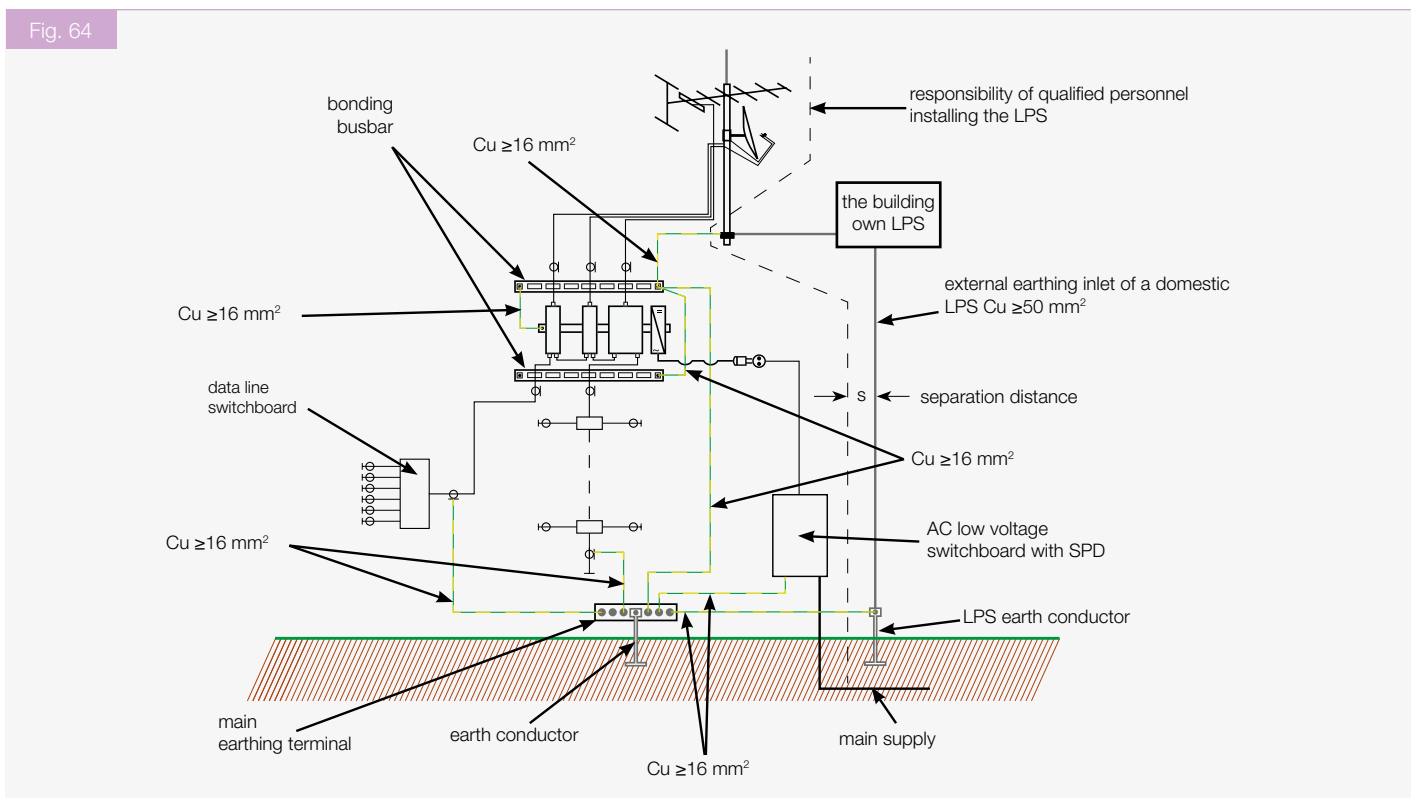 Fig. 64
bonding
busbar
Cu ≥16 mm²
responsibility of qualified personnel
installing the LPS
the building
own LPS
external earthing inlet of a domestic
LPS Cu ≥50 mm²
Cu ≥16 mm²
=
~
data line
switchboard
S
separation distance
Cu ≥16 mm²
AC low voltage
switchboard with SPD
Cu ≥16 mm²
LPS earth conductor
main
earthing terminal
earth conductor
main supply
Cu ≥16 mm²